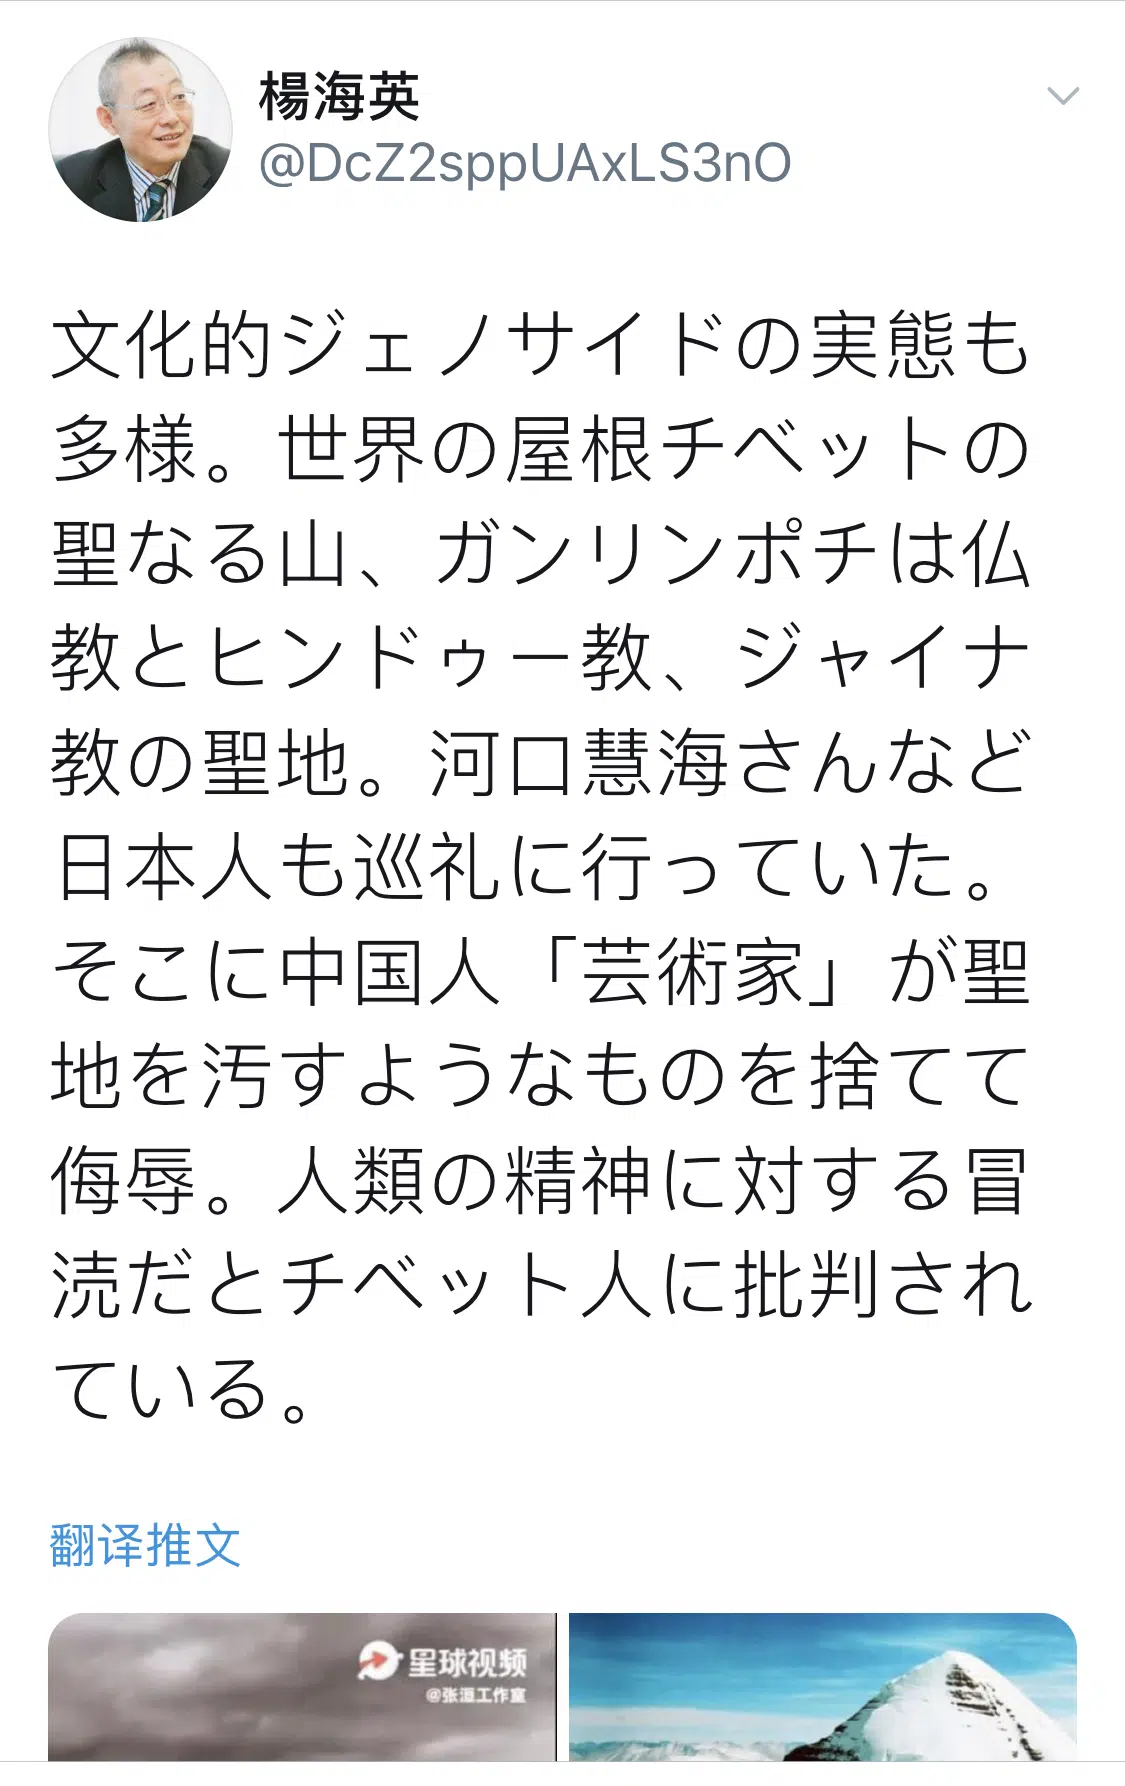 楊海英
@DcZ2sppUAxLS3nO
文化的ジェノサイドの実態も
多様。世界の屋根チベットの
聖なる山、ガンリンポチは仏
教とヒンドゥー教、ジャイナ
教の聖地。河口慧海さんなど
日本人も巡礼に行っていた。
そこに中国人「芸術家」が聖
地を汚すようなものを捨てて
侮辱。人類の精神に対する冒
涜だとチベット人に批判され
ている。
翻译推文
星球视频
@张洹工作室